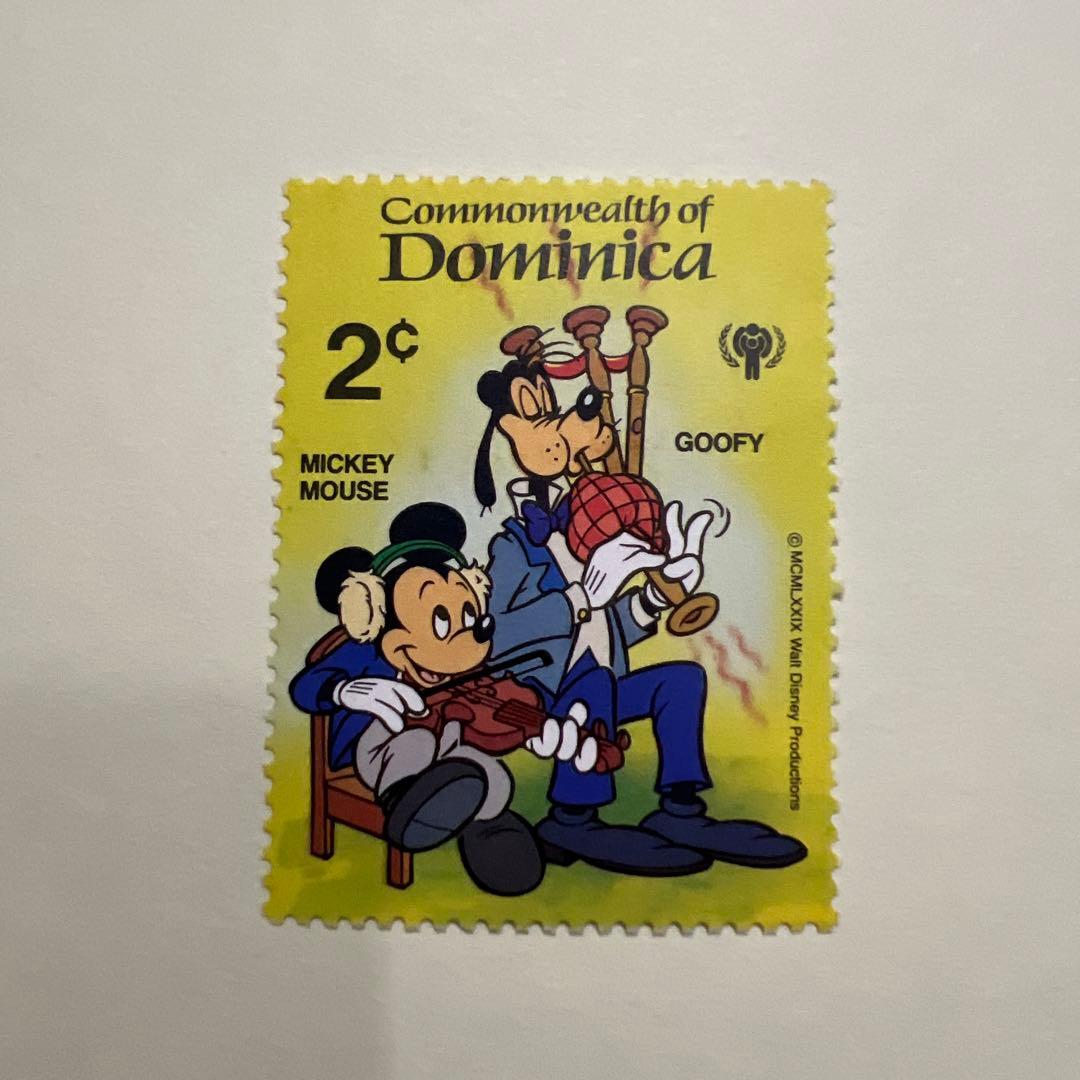 Commonwealth of
Dominica
2¢
MICKEY
MOUSE
GOOFY
© MCMLXXIX Walt Disney Productions